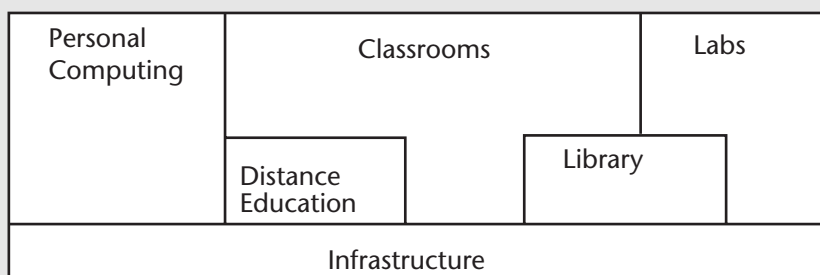 Personal
Computing
Classrooms
Labs
Distance
Education
Library
Infrastructure